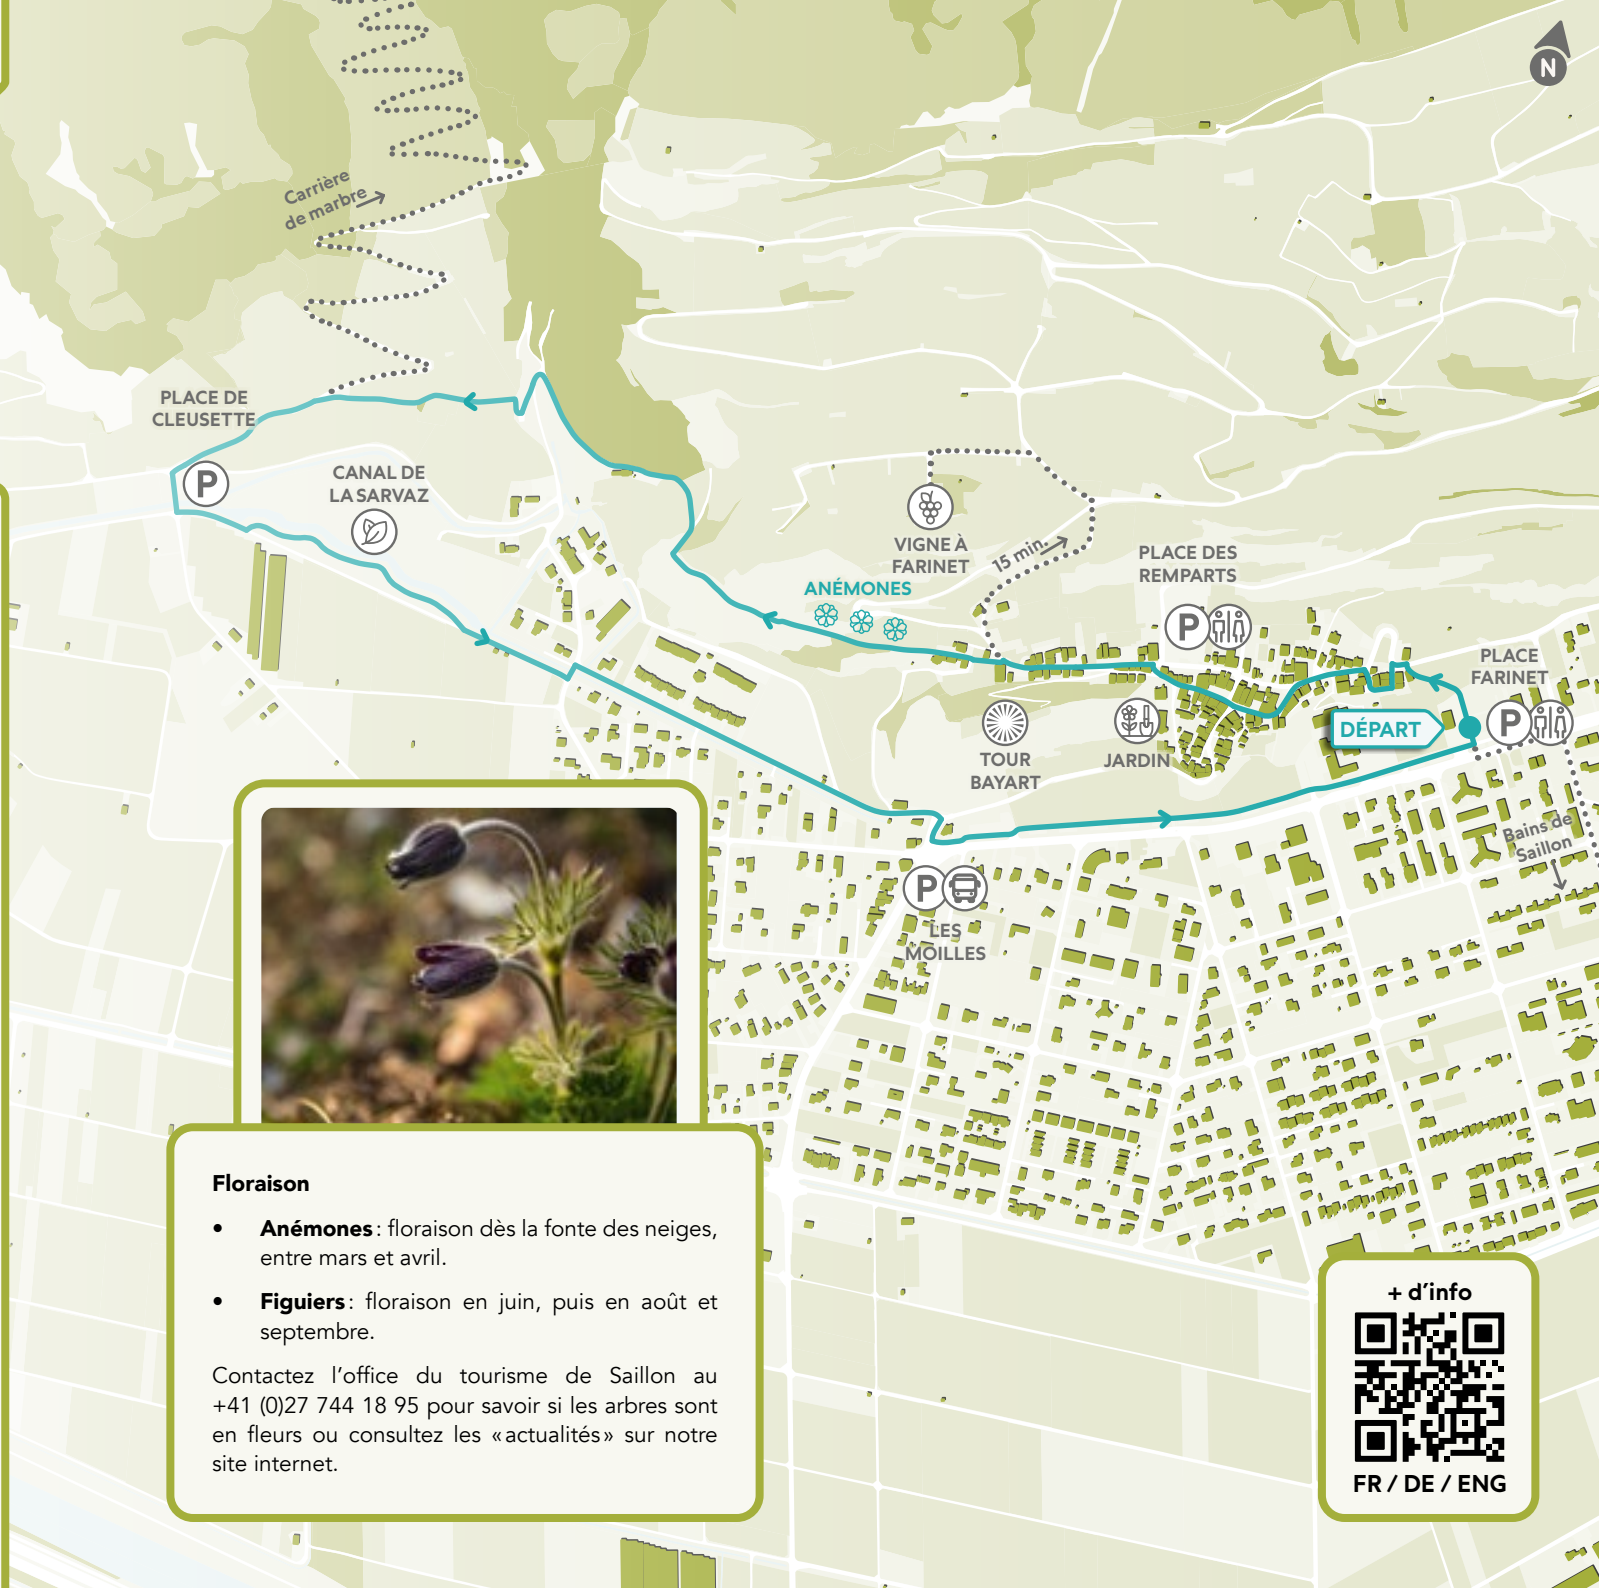 N
Carrière
de marbre
PLACE DE
CLEUSETTE
P
CANAL DE
LA SARVAZ
VIGNE À
FARINET
15 min.
ANÉMONES
PLACE DES
REMPARTS
P
PLACE
FARINET
P
DÉPART
TOUR
BAYART
JARDIN
Bains de
Saillon
P
LES
MOILLES
Floraison
• Anémones : floraison dès la fonte des neiges,
entre mars et avril.
• Figuiers : floraison en juin, puis en août et
septembre.
Contactez l’office du tourisme de Saillon au
+41 (0)27 744 18 95 pour savoir si les arbres sont
en fleurs ou consultez les «actualités» sur notre
site internet.
+ d’info
FR / DE / ENG